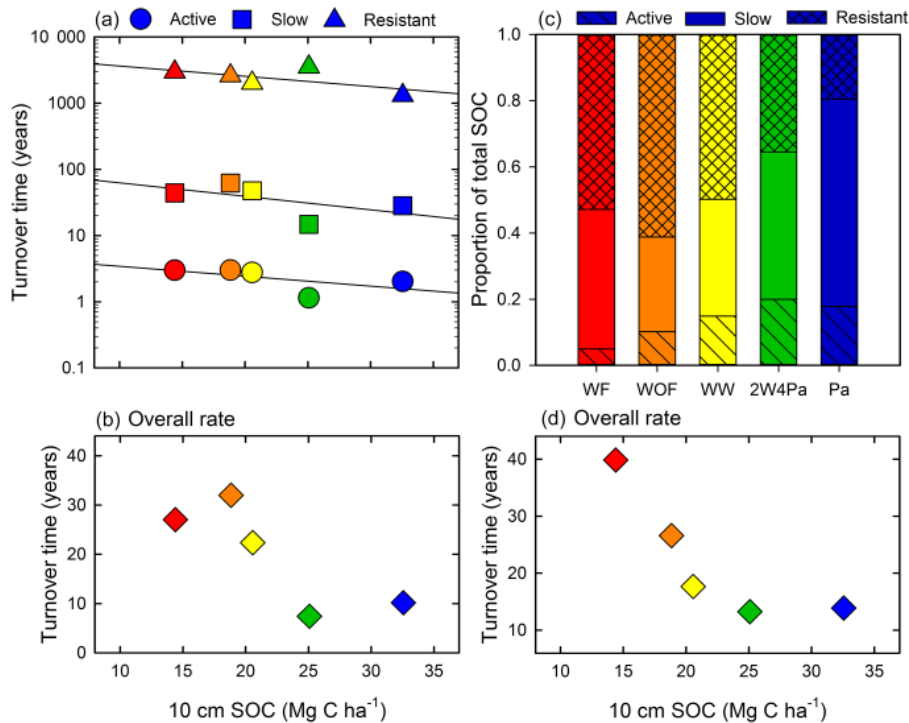 (a) Active Slow Resistant
10 000
1000
100
10
1
0.1
Turnover time (years)
(c) Active Slow Resistant
1.0
0.8
0.6
0.4
0.2
0.0
Proportion of total SOC
WF WOF WW 2W4Pa Pa
(b) Overall rate
40
30
20
10
0
Turnover time (years)
10 15 20 25 30 35
10 cm SOC (Mg C ha⁻¹)
(d) Overall rate
40
30
20
10
Turnover time (years)
10 15 20 25 30 35
10 cm SOC (Mg C ha⁻¹)